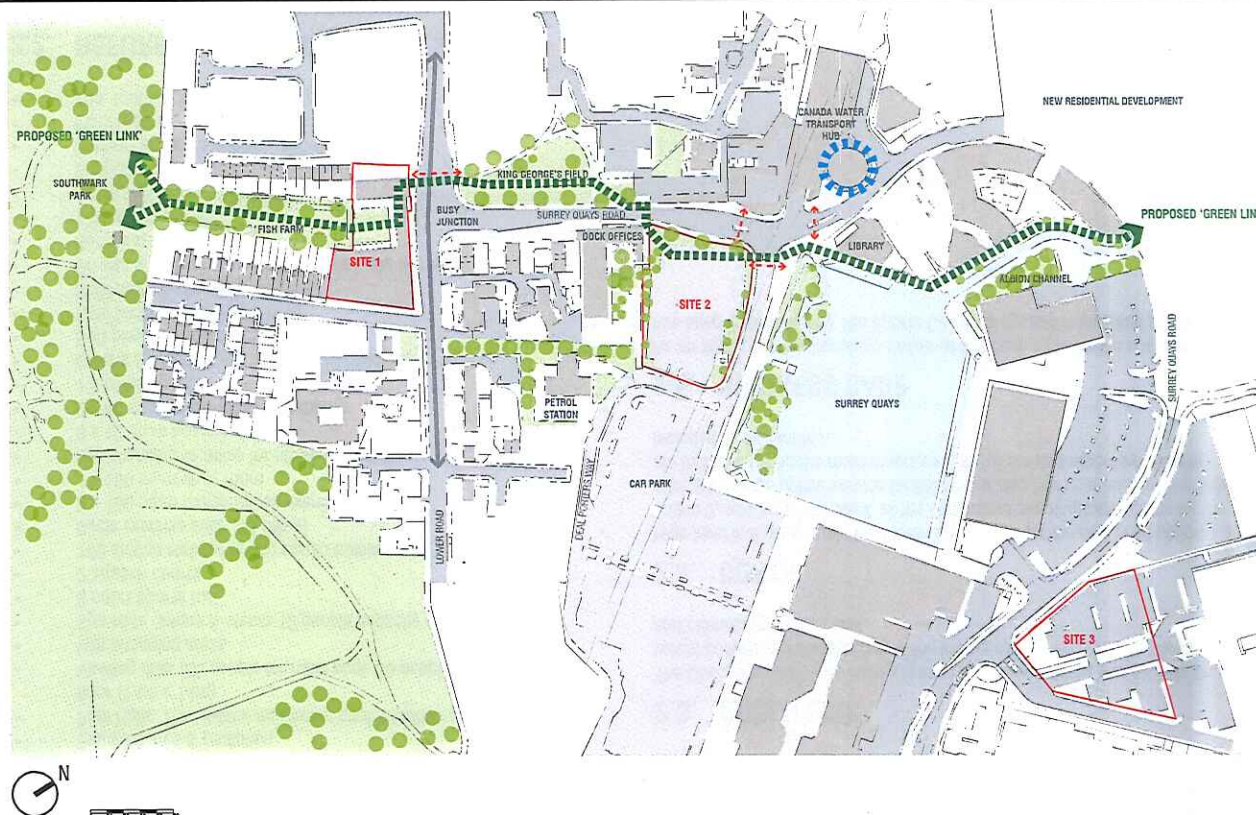 NEW RESIDENTIAL DEVELOPMENT
CANADA WATER
TRANSPORT
HUB
PROPOSED 'GREEN LINK'
SOUTHWARK
PARK
KING GEORGE'S FIELD
BUSY
JUNCTION
SURREY QUAYS ROAD
DOCK OFFICES
FISH FARM
SITE 1
LIBRARY
PROPOSED 'GREEN LIN
ALBION CHANNEL
SITE 2
SURREY QUAYS ROAD
PETROL
STATION
SURREY QUAYS
CAR PARK
DEAL PORTERS WAY
LOWER ROAD
SITE 3
N